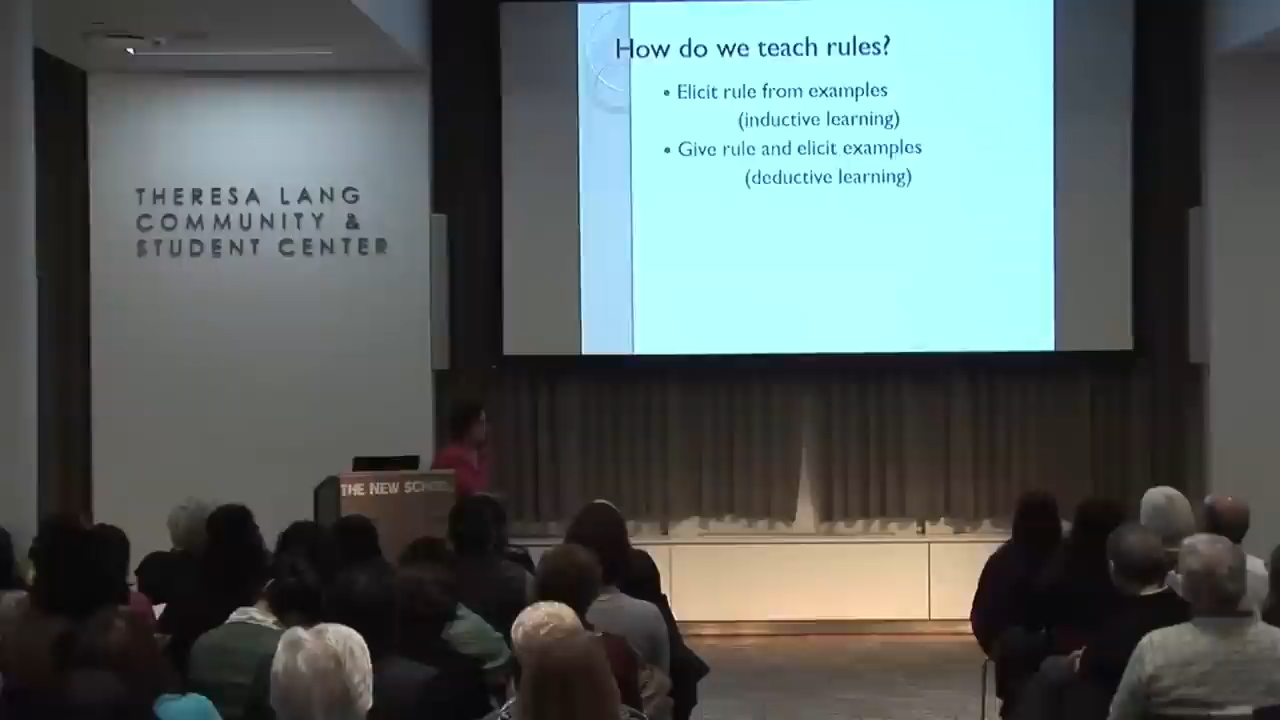 How do we teach rules?
• Elicit rule from examples
(inductive learning)
• Give rule and elicit examples
(deductive learning)
THERESA LANG
COMMUNITY &
STUDENT CENTER
THE NEW SCHOOL